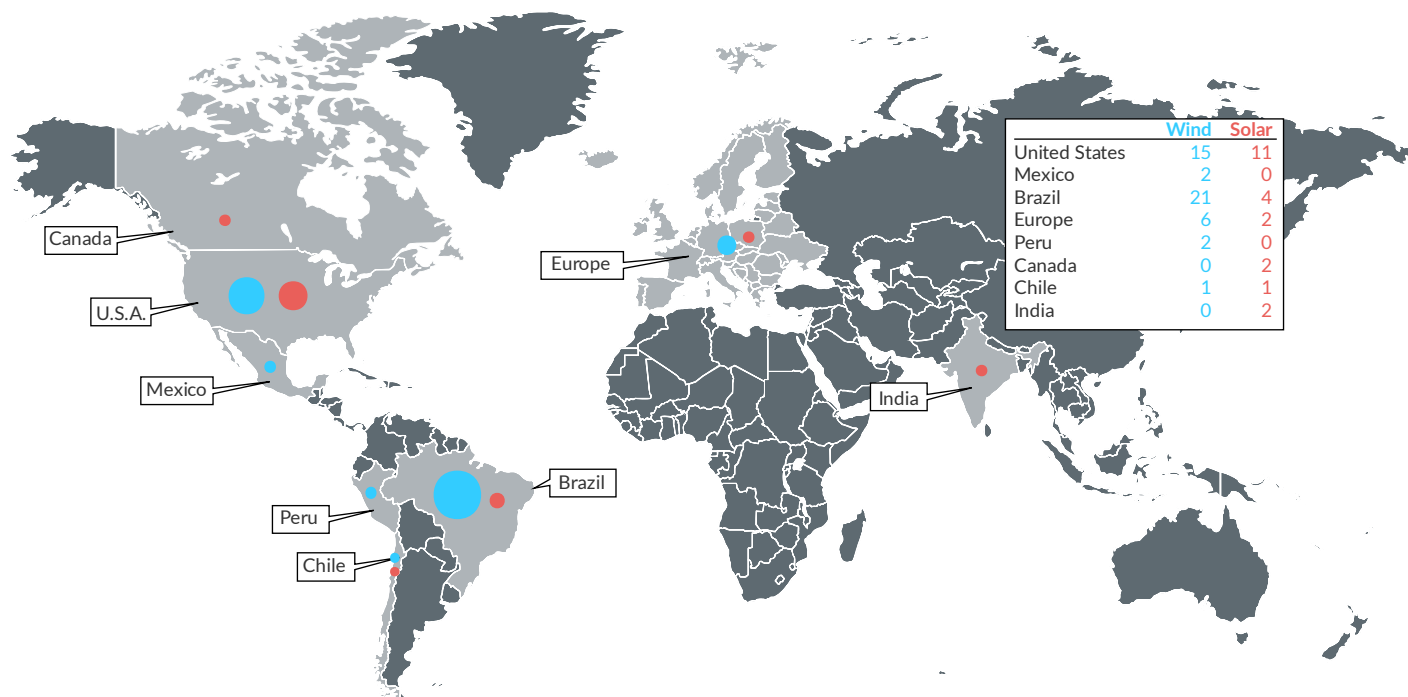 Wind Solar
United States 15 11
Mexico 2 0
Brazil 21 4
Europe 6 2
Peru 2 0
Canada 0 2
Chile 1 1
India 0 2
Canada
Europe
U.S.A.
Mexico
India
Brazil
Peru
Chile